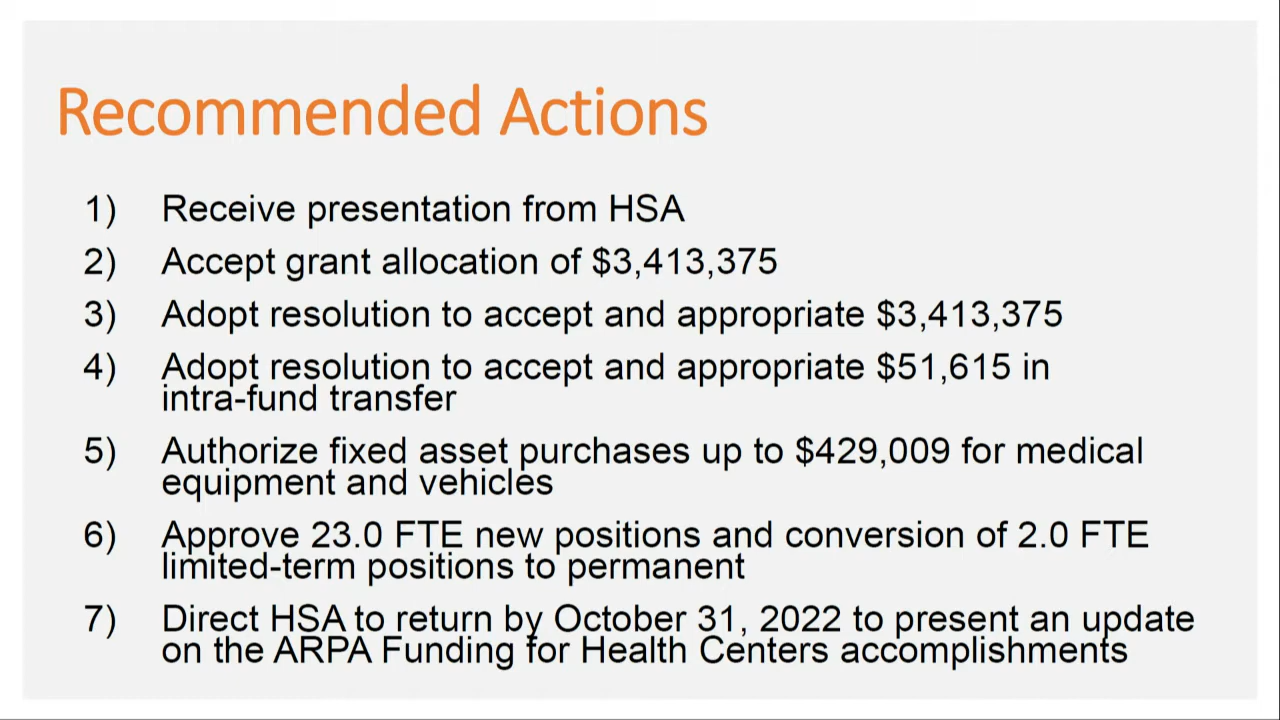 Recommended Actions
1) Receive presentation from HSA
2) Accept grant allocation of $3,413,375
3) Adopt resolution to accept and appropriate $3,413,375
4) Adopt resolution to accept and appropriate $51,615 in
intra-fund transfer
5) Authorize fixed asset purchases up to $429,009 for medical
equipment and vehicles
6) Approve 23.0 FTE new positions and conversion of 2.0 FTE
limited-term positions to permanent
7) Direct HSA to return by October 31, 2022 to present an update
on the ARPA Funding for Health Centers accomplishments